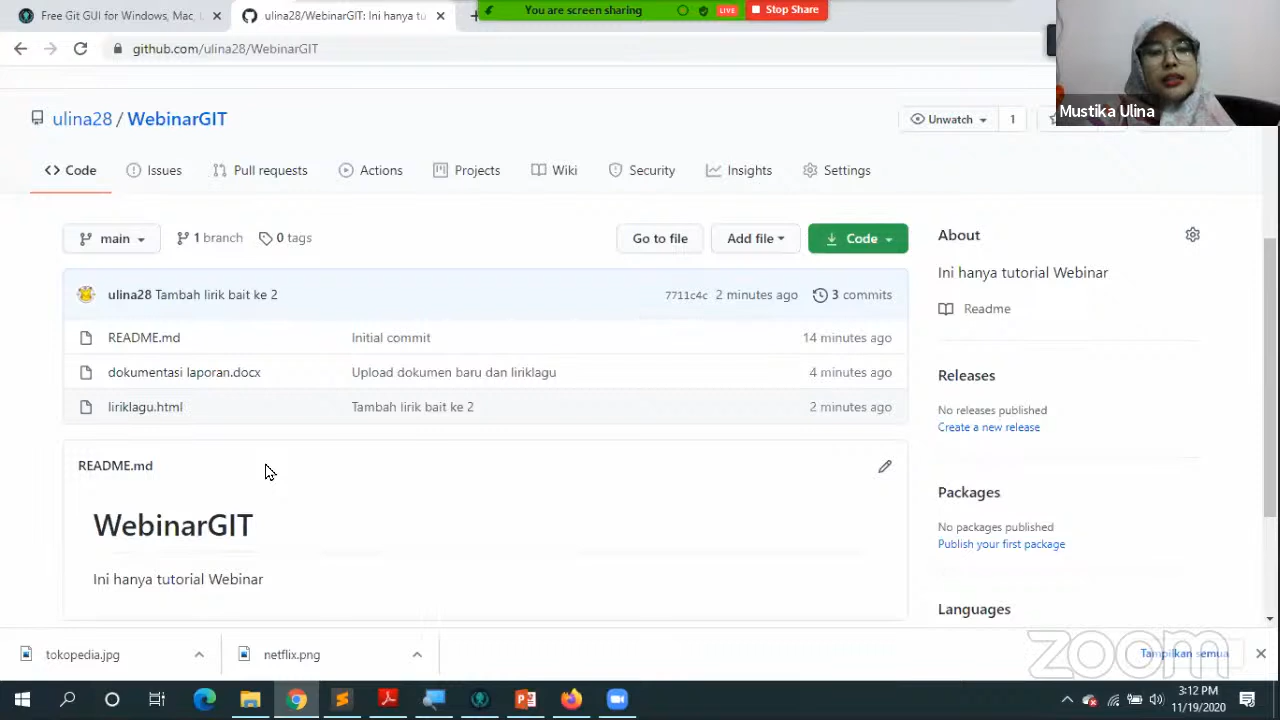 Free Git GUI for Windows, Mac, L
ulina28/WebinarGIT: Ini hanya tu
You are screen sharing
LIVE
Stop Share
github.com/ulina28/WebinarGIT
Mustika Ulina
ulina28 / WebinarGIT
Unwatch
1
Code
Issues
Pull requests
Actions
Projects
Wiki
Security
Insights
Settings
main
1 branch
0 tags
Go to file
Add file
Code
ulina28 Tambah lirik bait ke 2
7711c4c 2 minutes ago
3 commits
README.md
Initial commit
14 minutes ago
dokumentasi laporan.docx
Upload dokumen baru dan liriklagu
4 minutes ago
liriklagu.html
Tambah lirik bait ke 2
2 minutes ago
README.md
WebinarGIT
Ini hanya tutorial Webinar
About
Ini hanya tutorial Webinar
Readme
Releases
No releases published
Create a new release
Packages
No packages published
Publish your first package
Languages
tokopedia.jpg
netflix.png
Tampilkan semua
zoom
3:12 PM
11/19/2020